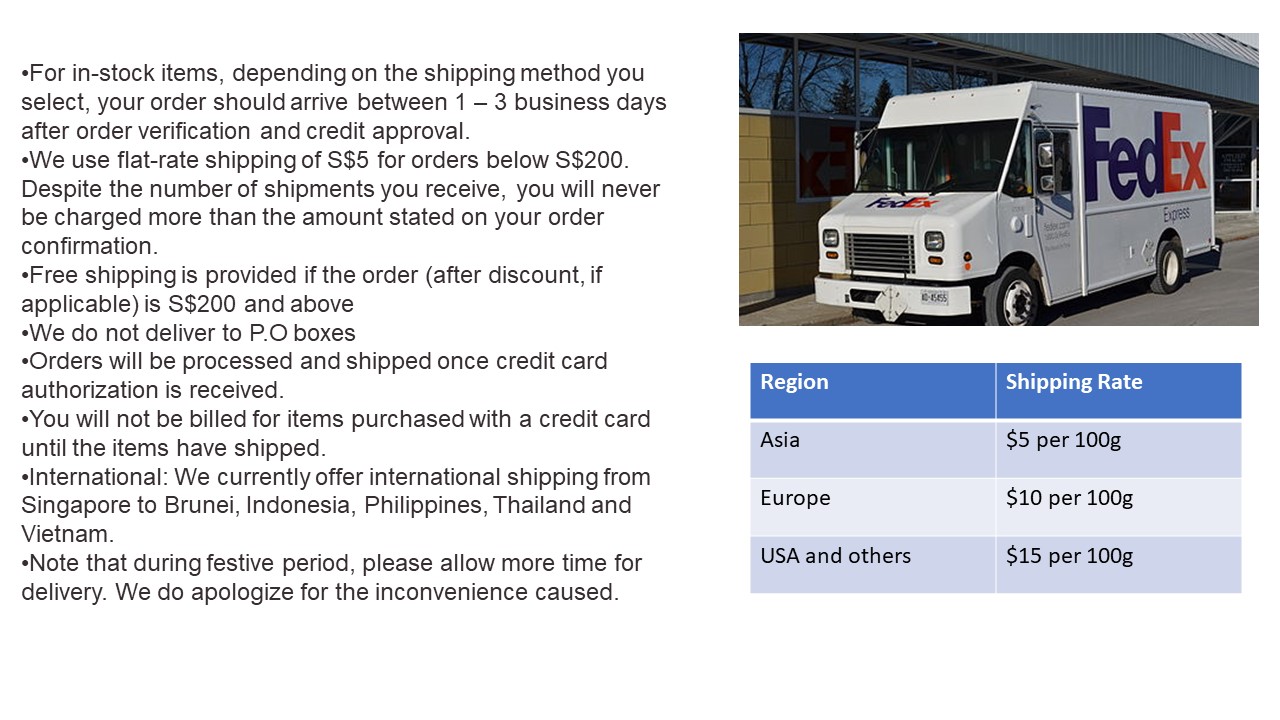 •For in-stock items, depending on the shipping method you
select, your order should arrive between 1 – 3 business days
after order verification and credit approval.
•We use flat-rate shipping of S$5 for orders below S$200.
Despite the number of shipments you receive, you will never
be charged more than the amount stated on your order
confirmation.
•Free shipping is provided if the order (after discount, if
applicable) is S$200 and above
•We do not deliver to P.O boxes
•Orders will be processed and shipped once credit card
authorization is received.
•You will not be billed for items purchased with a credit card
until the items have shipped.
•International: We currently offer international shipping from
Singapore to Brunei, Indonesia, Philippines, Thailand and
Vietnam.
•Note that during festive period, please allow more time for
delivery. We do apologize for the inconvenience caused.
FedEx
Express
FedEx
fedex.com
Region Shipping Rate
Asia $5 per 100g
Europe $10 per 100g
USA and others $15 per 100g